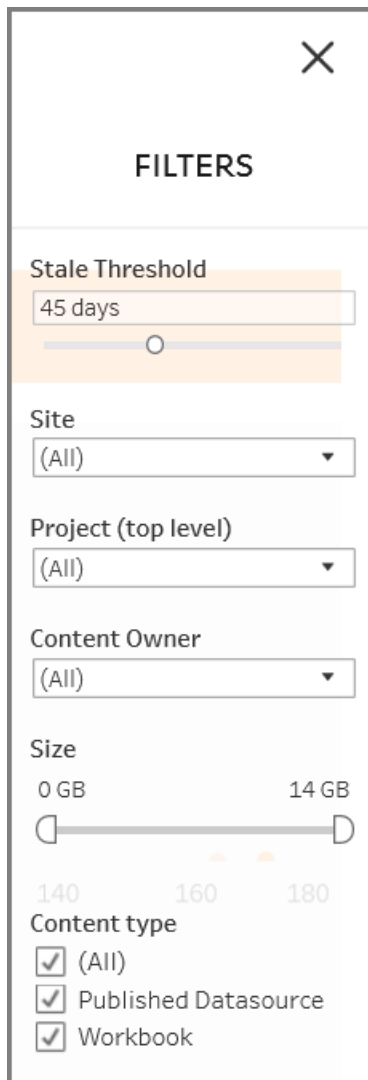 FILTERS
Stale Threshold
45 days
Site
(All)
Project (top level)
(All)
Content Owner
(All)
Size
0 GB 14 GB
140 160 180
Content type
(All)
Published Datasource
Workbook